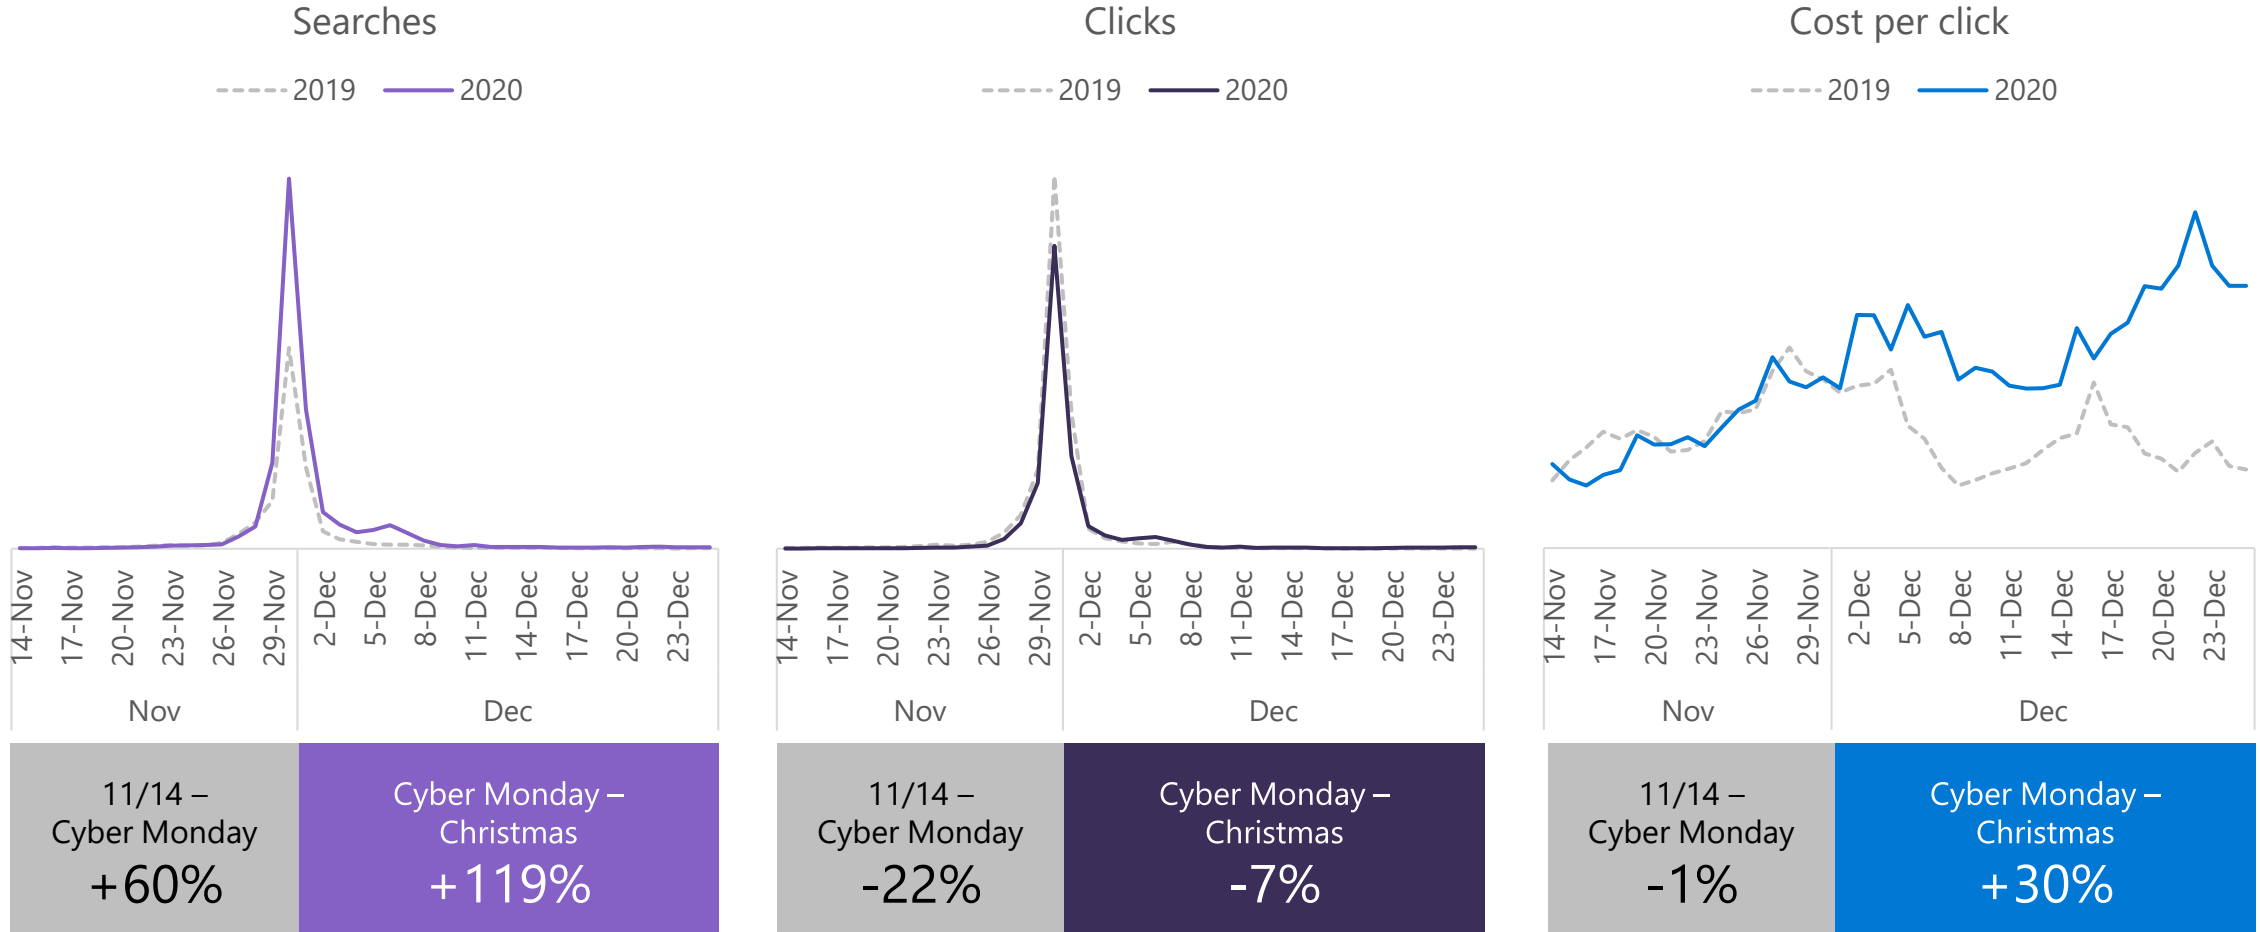 Searches
2019
2020
14-Nov
17-Nov
20-Nov
23-Nov
26-Nov
29-Nov
2-Dec
5-Dec
8-Dec
11-Dec
14-Dec
17-Dec
20-Dec
23-Dec
Nov
Dec
11/14 –
Cyber Monday
+60%
Cyber Monday –
Christmas
+119%
Clicks
2019
2020
14-Nov
17-Nov
20-Nov
23-Nov
26-Nov
29-Nov
2-Dec
5-Dec
8-Dec
11-Dec
14-Dec
17-Dec
20-Dec
23-Dec
Nov
Dec
11/14 –
Cyber Monday
-22%
Cyber Monday –
Christmas
-7%
Cost per click
2019
2020
14-Nov
17-Nov
20-Nov
23-Nov
26-Nov
29-Nov
2-Dec
5-Dec
8-Dec
11-Dec
14-Dec
17-Dec
20-Dec
23-Dec
Nov
Dec
11/14 –
Cyber Monday
-1%
Cyber Monday –
Christmas
+30%